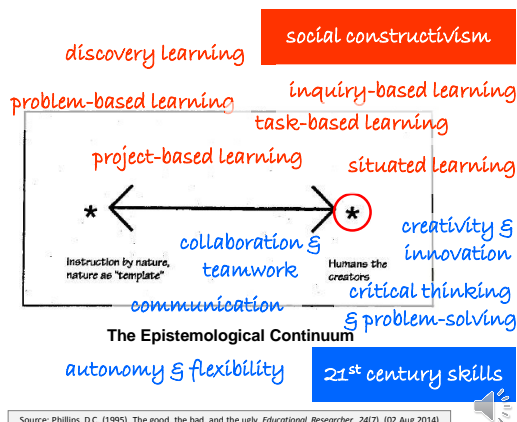 social constructivism
discovery learning
inquiry-based learning
problem-based learning
task-based learning
project-based learning
situated learning
*
*
creativity &
innovation
collaboration &
teamwork
Instruction by nature,
nature as "template"
Humans the
creators
communication
critical thinking
& problem-solving
The Epistemological Continuum
autonomy & flexibility
21st century skills
Source: Phillips, D.C. (1995). The good, the bad, and the ugly. Educational Researcher, 24(7). (02 Aug 2014)